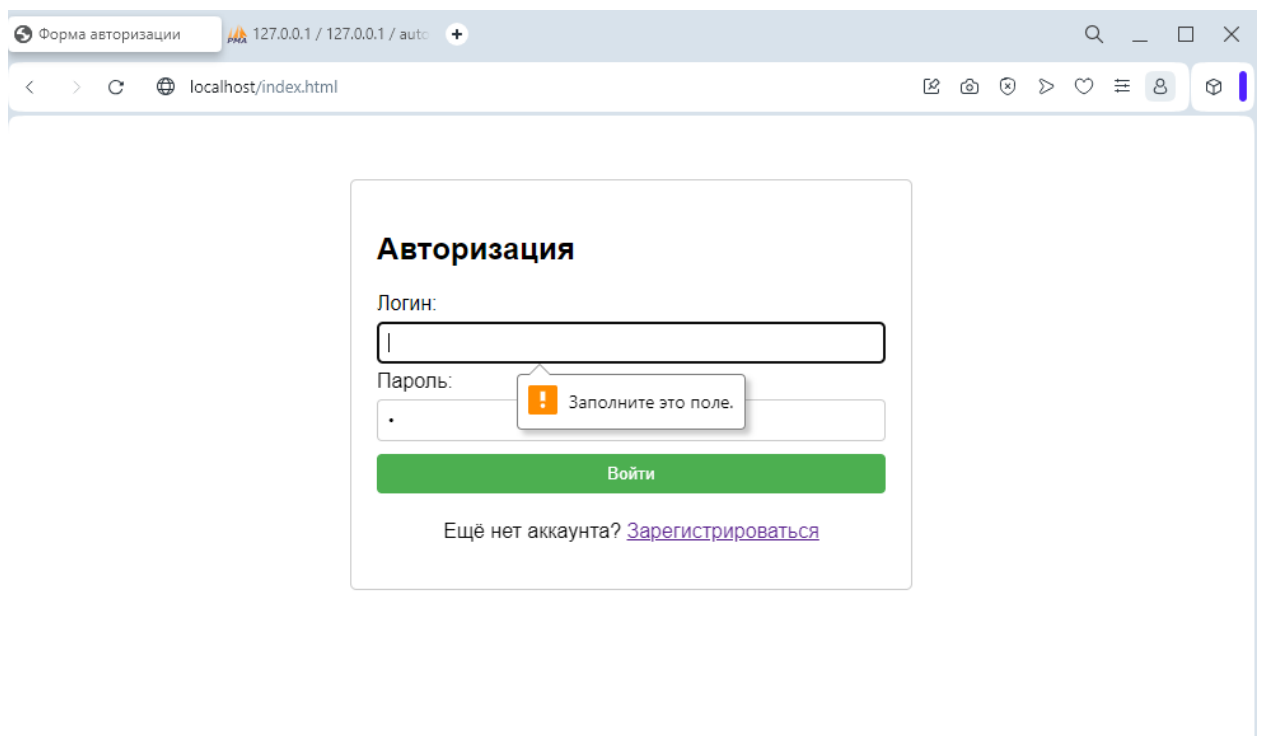 Форма авторизации
PMA 127.0.0.1 / 127.0.0.1 / auto
localhost/index.html
Авторизация
Логин:
Пароль:
! Заполните это поле.
Войти
Ещё нет аккаунта? Зарегистрироваться